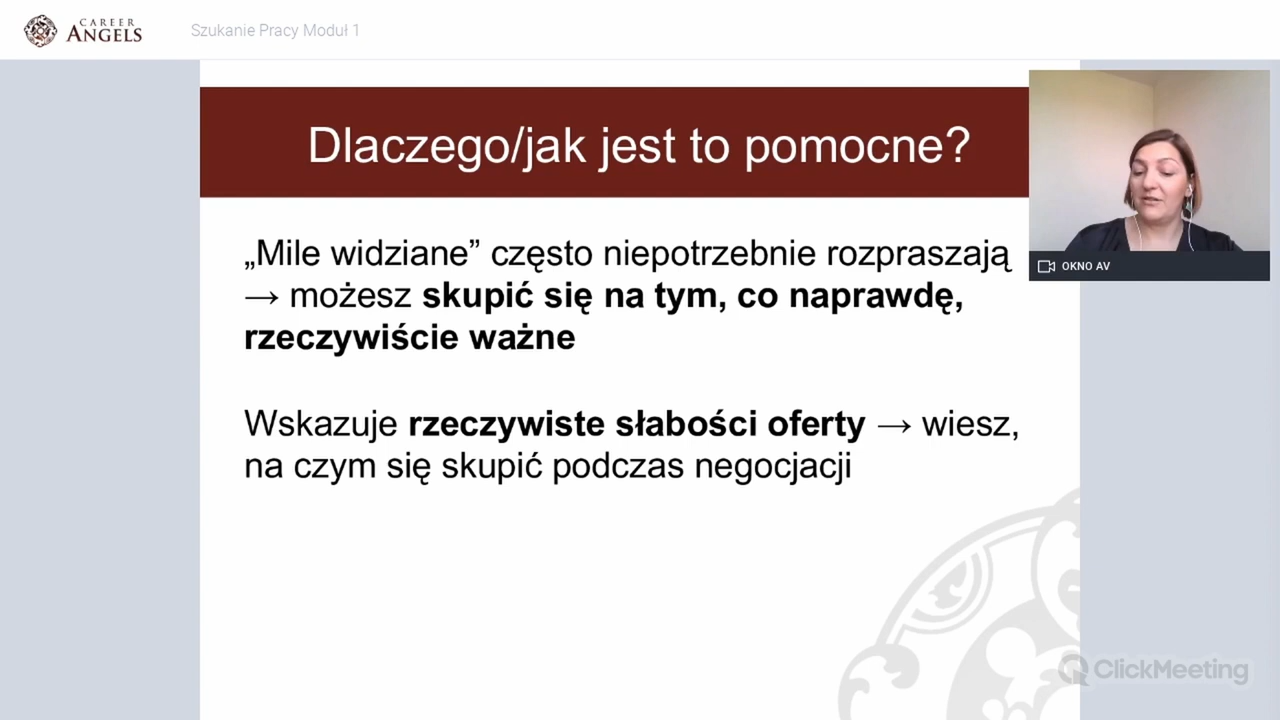 CAREER
ANGELS
Szukanie Pracy Moduł 1
Dlaczego/jak jest to pomocne?
„Mile widziane” często niepotrzebnie rozpraszają
→ możesz skupić się na tym, co naprawdę,
rzeczywiście ważne
Wskazuje rzeczywiste słabości oferty → wiesz,
na czym się skupić podczas negocjacji
OKNO AV
ClickMeeting